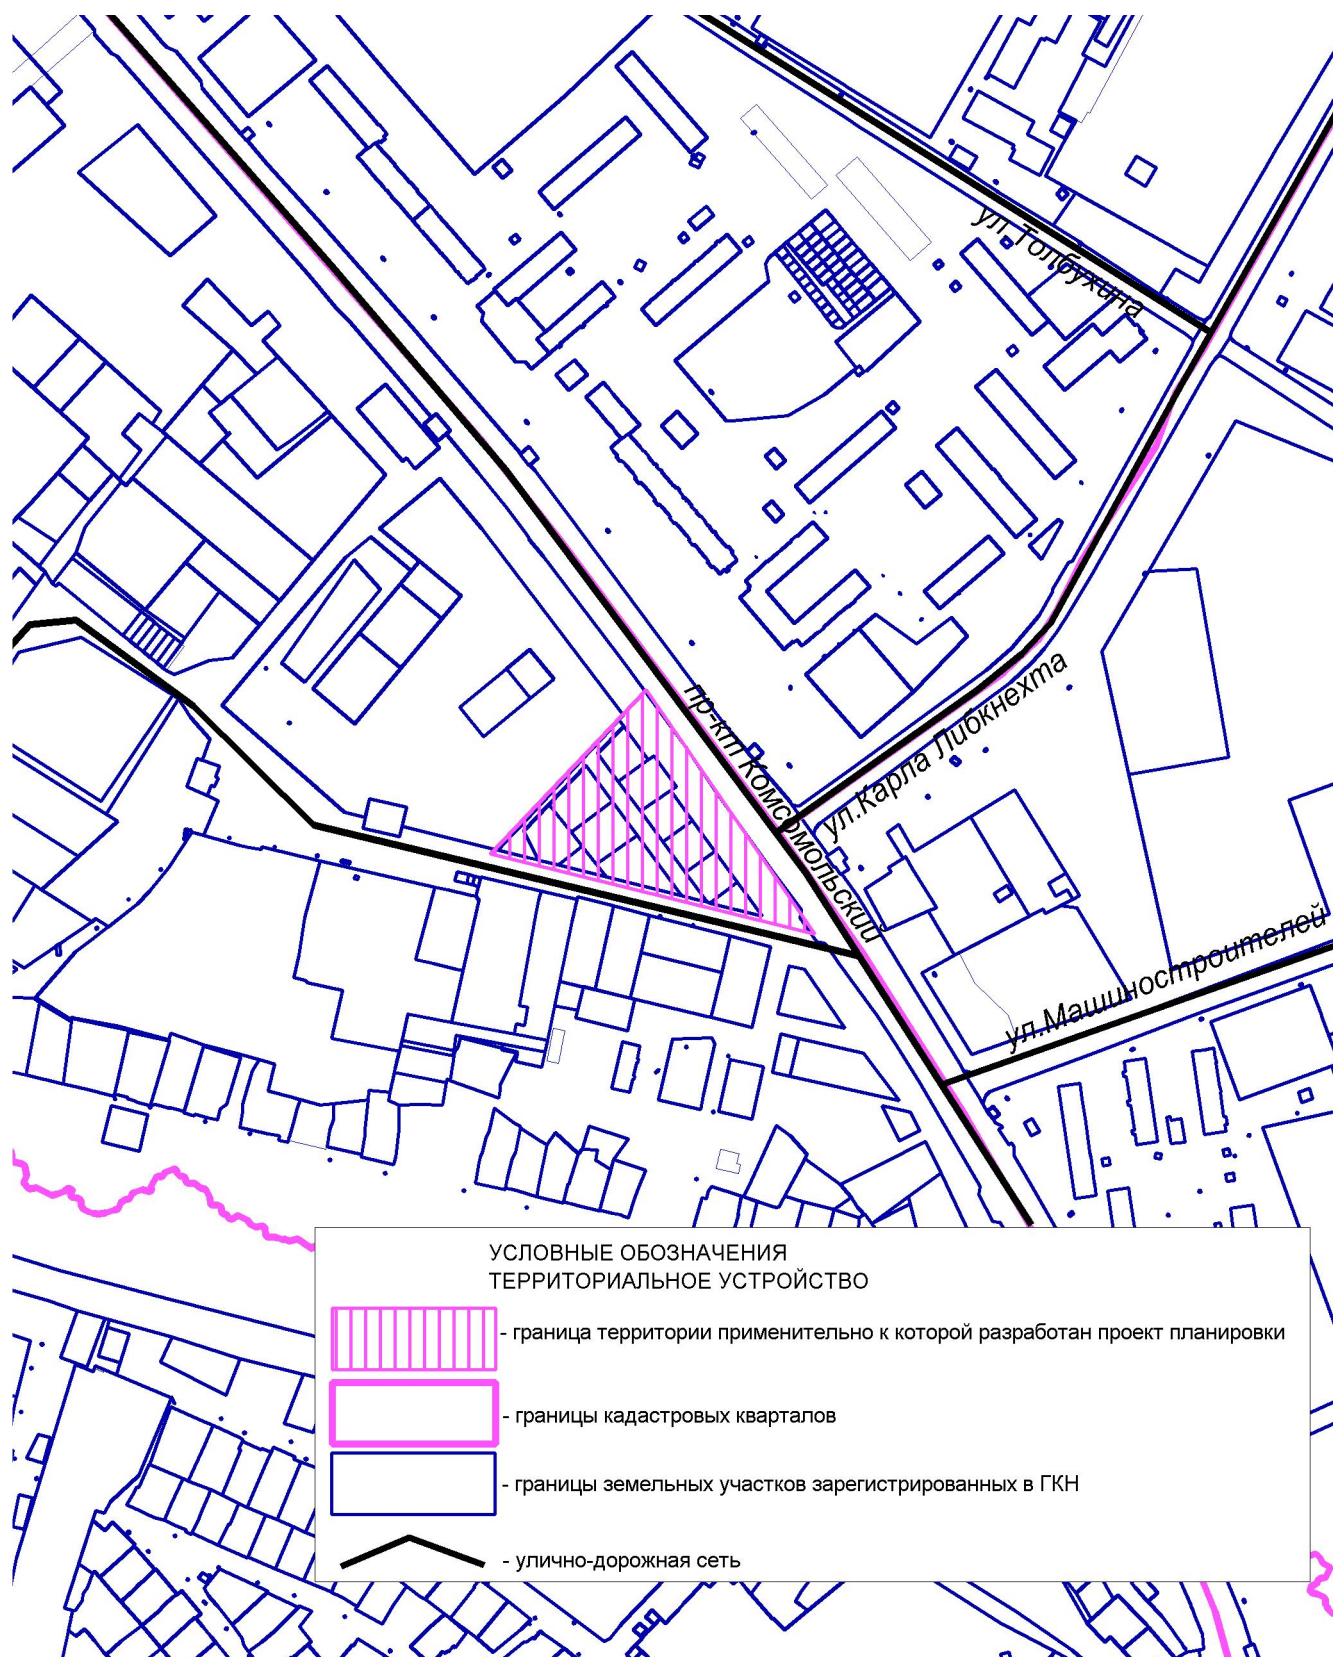 ул.Толбухина
пр-кт Комсомольский
ул.Карла Либкнехта
ул.Машиностроителей
УСЛОВНЫЕ ОБОЗНАЧЕНИЯ
ТЕРРИТОРИАЛЬНОЕ УСТРОЙСТВО
- граница территории применительно к которой разработан проект планировки
- границы кадастровых кварталов
- границы земельных участков зарегистрированных в ГКН
- улично-дорожная сеть